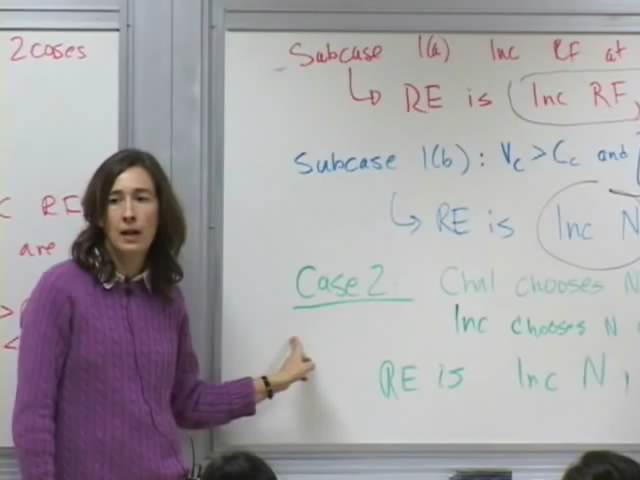 2 cases
RF
are
Subcase 1(a) Inc RF at
RE is Inc RF,
Subcase 1(b): Vc > Cc and
RE is Inc N
Case 2 Chal chooses N
Inc chooses N
RE is Inc N,